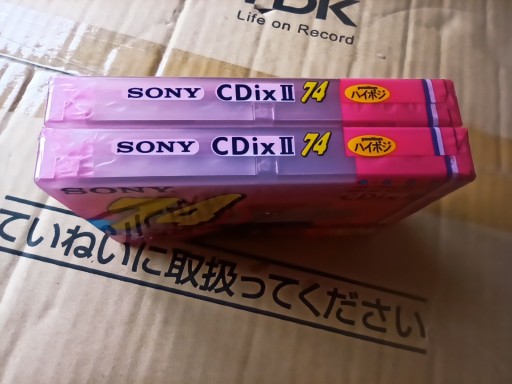 TDK
Life on Record
SONY CDixII 74 ハイポジ
SONY CDixII 74 ハイポジ
SONY
ていねいに取扱ってください